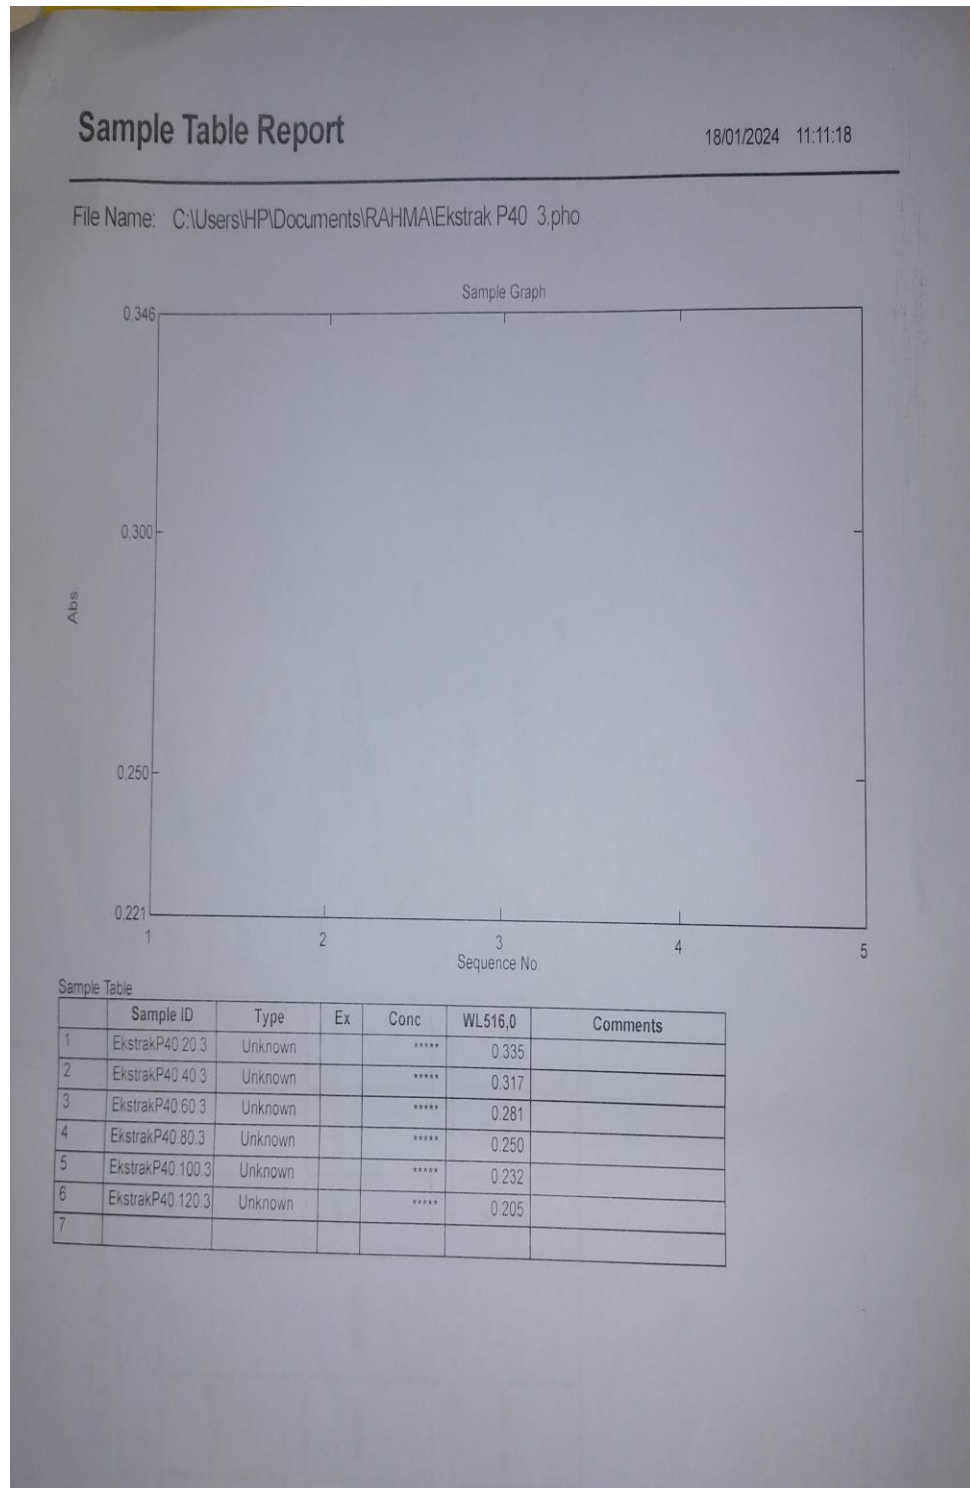 Sample Table Report
18/01/2024 11:11:18
File Name: C:\Users\HP\Documents\RAHMA\Ekstrak P40 3.pho
Sample Graph
0.346
0.300
Abs.
0.250
0.221
1 2 3 4 5
Sequence No.
Sample Table
Sample ID Type Ex Conc WL516,0 Comments
1 EkstrakP40.20.3 Unknown ***** 0.335
2 EkstrakP40.40.3 Unknown ***** 0.317
3 EkstrakP40.60.3 Unknown ***** 0.281
4 EkstrakP40.80.3 Unknown ***** 0.250
5 EkstrakP40.100.3 Unknown ***** 0.232
6 EkstrakP40.120.3 Unknown ***** 0.205
7